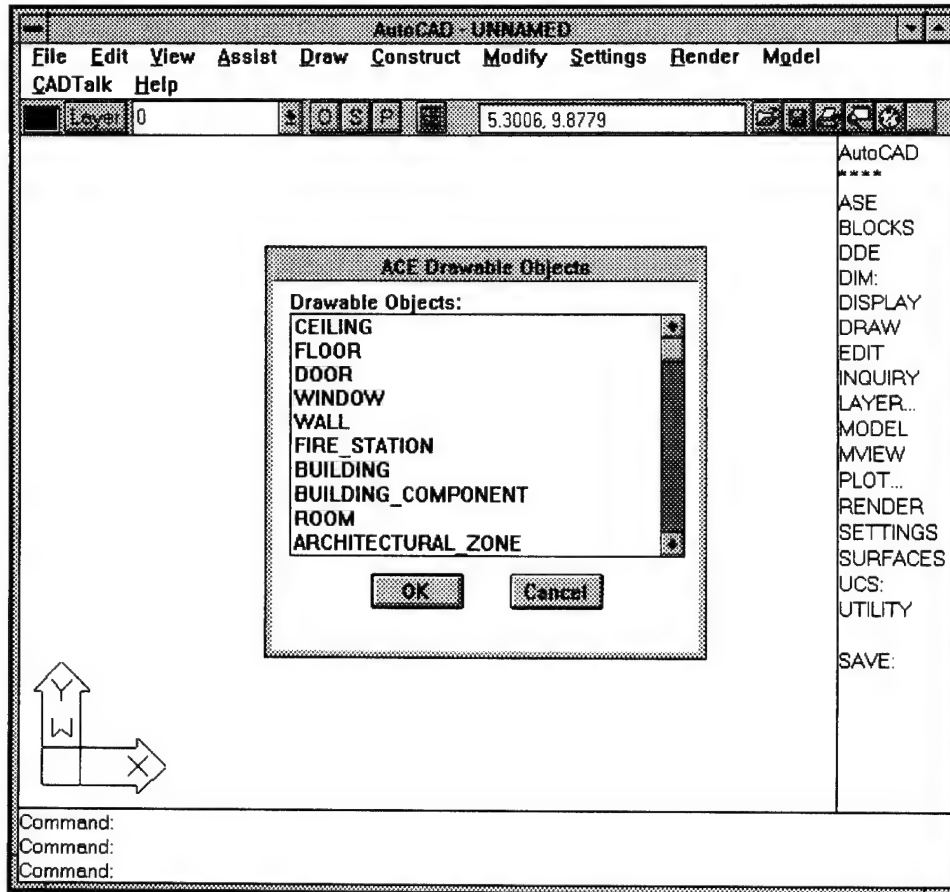 AutoCAD - UNNAMED
File Edit View Assist Draw Construct Modify Settings Render Model
CADTalk Help
Layer 0 O S P 5.3006, 9.8779
AutoCAD
****
ASE
BLOCKS
DDE
DIM:
DISPLAY
DRAW
EDIT
INQUIRY
LAYER...
MODEL
MVIEW
PLOT...
RENDER
SETTINGS
SURFACES
UCS:
UTILITY
SAVE:
ACE Drawable Objects
Drawable Objects:
CEILING
FLOOR
DOOR
WINDOW
WALL
FIRE_STATION
BUILDING
BUILDING_COMPONENT
ROOM
ARCHITECTURAL_ZONE
OK Cancel
Y
W
X
Command:
Command:
Command: